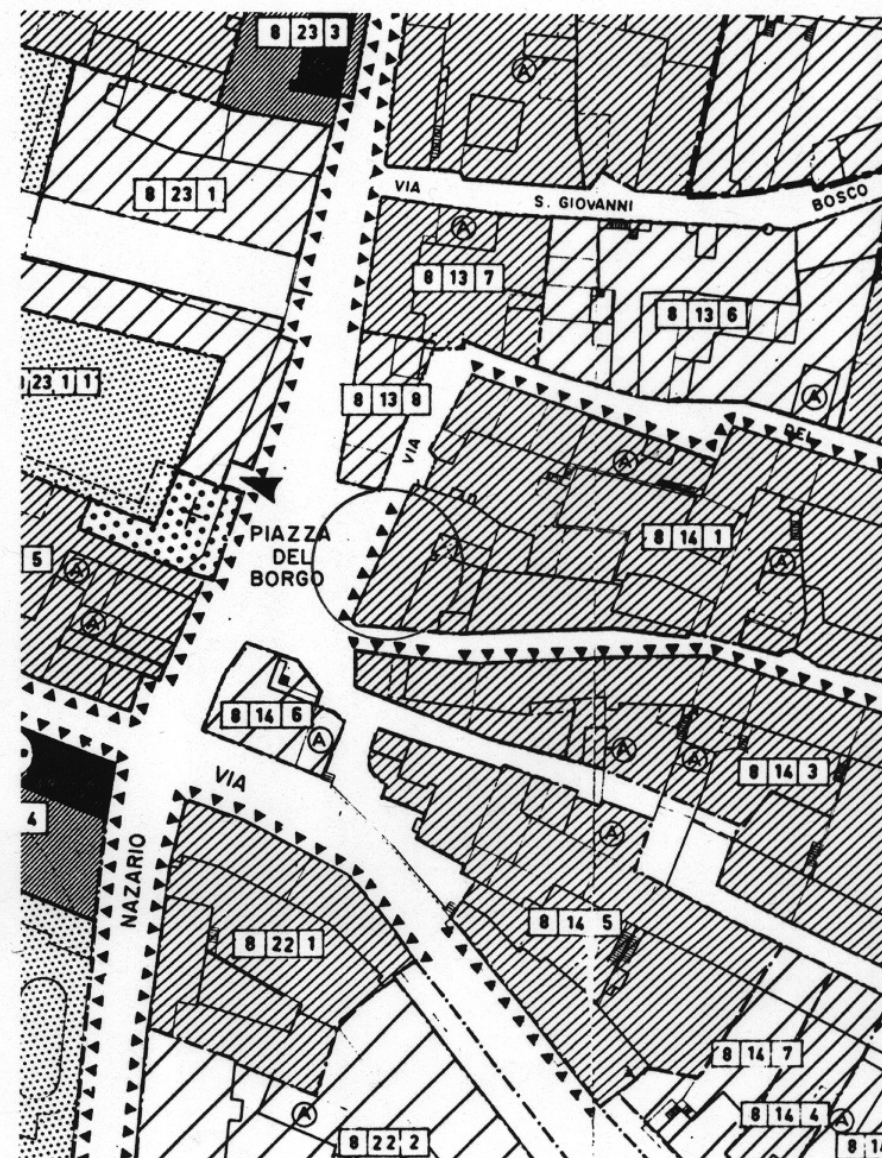 8 23 3
A
VIA
S. GIOVANNI
BOSCO
8 23 1
A
8 13 7
8 13 6
23 1 1
8 13 8
A
VIA
DEL
A
PIAZZA
DEL
BORGO
8 14 1
A
5
A
A
8 14 6
A
A
A
8 14 3
VIA
4
NAZARIO
A
8 14 5
8 22 1
8 14 7
A
8 14 4
A
8 22 2